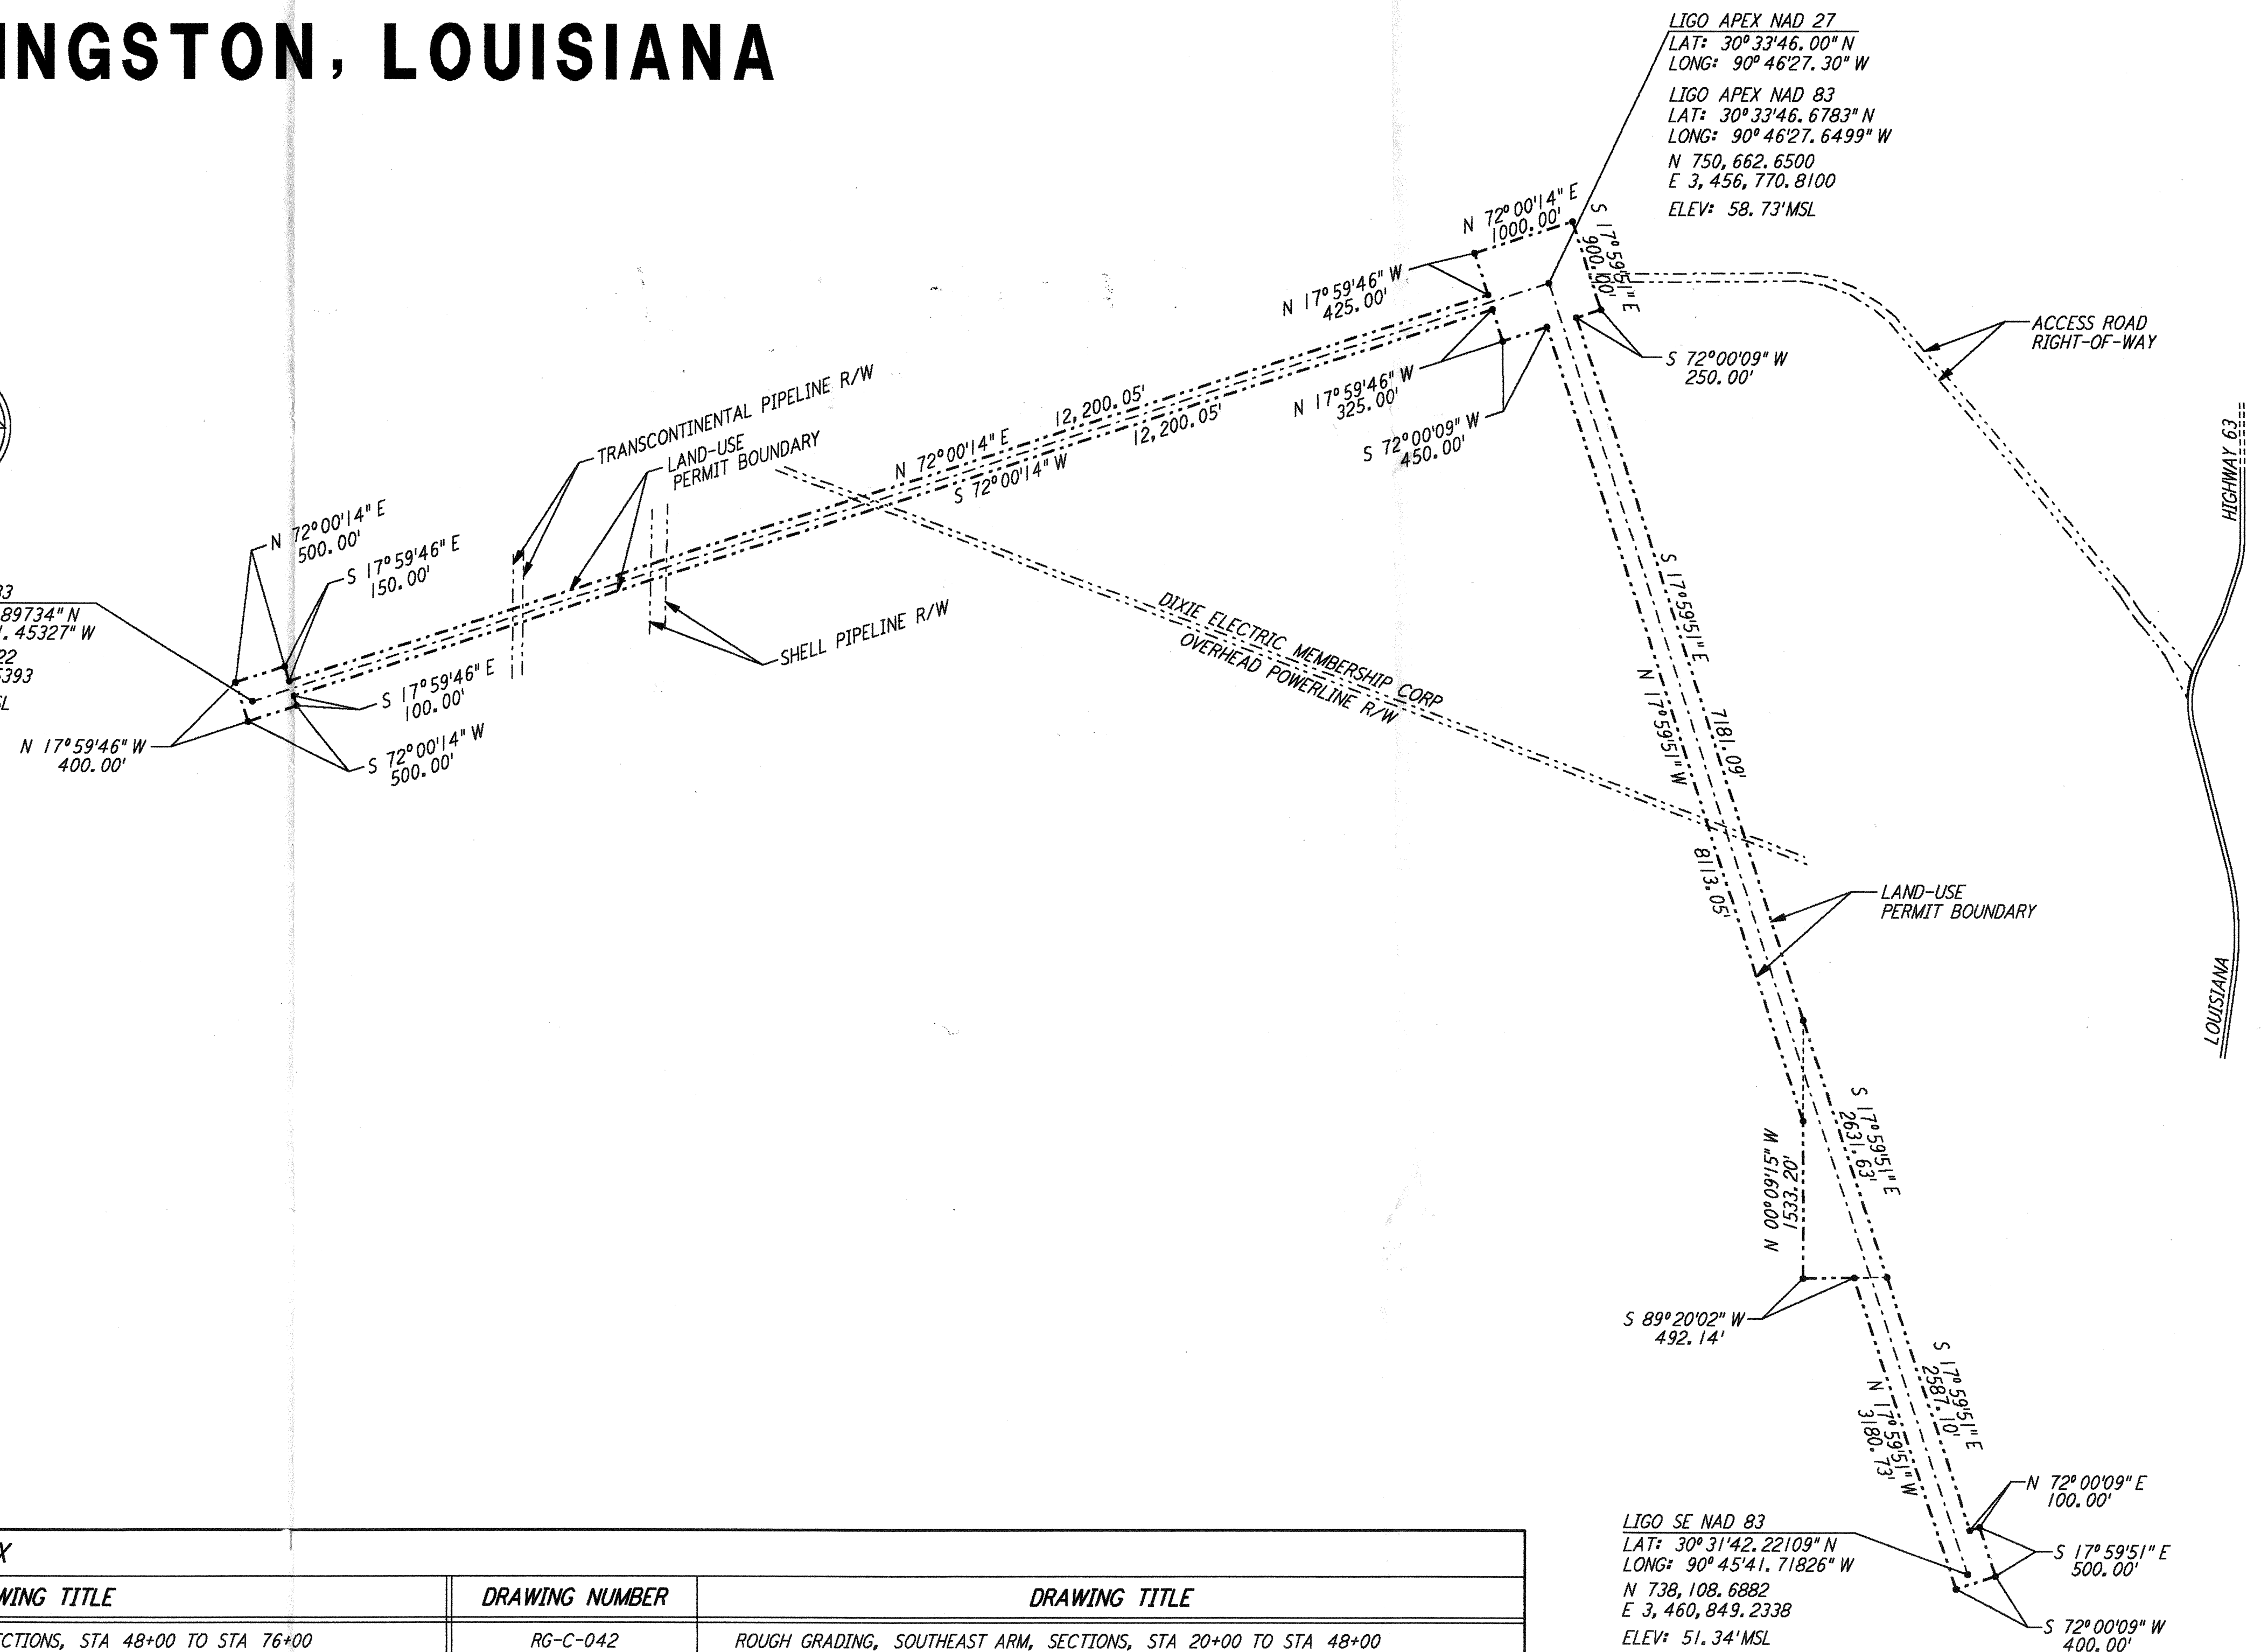 INGSTON, LOUISIANA
LIGO APEX NAD 27
LAT: 30°33'46.00" N
LONG: 90°46'27.30" W
LIGO APEX NAD 83
LAT: 30°33'46.6783" N
LONG: 90°46'27.6499" W
N 750,662.6500
E 3,456,770.8100
ELEV: 58.73'MSL
N 72°00'14" E
1000.00'
S 17°59'51" E
900.00'
N 17°59'46" W
425.00'
ACCESS ROAD
RIGHT-OF-WAY
S 72°00'09" W
250.00'
N 17°59'46" W
325.00'
S 72°00'09" W
450.00'
TRANSCONTINENTAL PIPELINE R/W
LAND-USE
PERMIT BOUNDARY
12,200.05'
12,200.05'
N 72°00'14" E
S 72°00'14" W
HIGHWAY 63
N 72°00'14" E
500.00'
S 17°59'46" E
150.00'
83
.89734" N
.45327" W
22
5393
SL
SHELL PIPELINE R/W
DIXIE ELECTRIC MEMBERSHIP CORP
OVERHEAD POWERLINE R/W
S 17°59'46" E
100.00'
N 17°59'46" W
400.00'
S 72°00'14" W
500.00'
S 17°59'51" E
7181.09'
N 17°59'51" W
8113.05'
LAND-USE
PERMIT BOUNDARY
LOUISIANA
S 17°59'51" E
2631.63'
N 00°09'15" W
1533.20'
S 89°20'02" W
492.14'
S 17°59'51" E
2587.10'
N 17°59'51" W
3180.73'
N 72°00'09" E
100.00'
S 17°59'51" E
500.00'
S 72°00'09" W
400.00'
LIGO SE NAD 83
LAT: 30°31'42.22109" N
LONG: 90°45'41.71826" W
N 738,108.6882
E 3,460,849.2338
ELEV: 51.34'MSL
X
WING TITLE DRAWING NUMBER DRAWING TITLE
ECTIONS, STA 48+00 TO STA 76+00 RG-C-042 ROUGH GRADING, SOUTHEAST ARM, SECTIONS, STA 20+00 TO STA 48+00